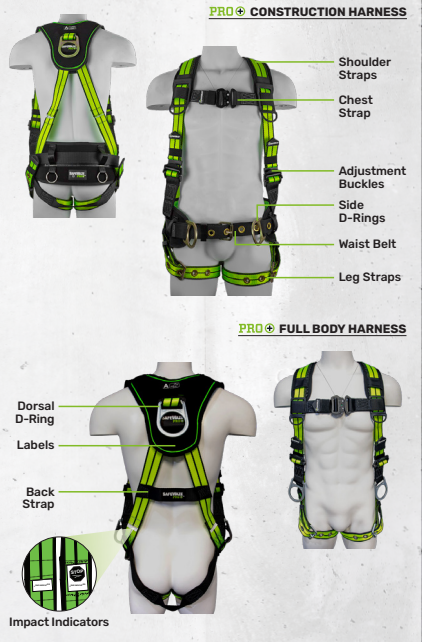 PRO+ CONSTRUCTION HARNESS
Shoulder
Straps
Chest
Strap
Adjustment
Buckles
Side
D-Rings
Waist Belt
Leg Straps
PRO+ FULL BODY HARNESS
Dorsal
D-Ring
Labels
Back
Strap
SAFEWAZE
STOP
Impact Indicators